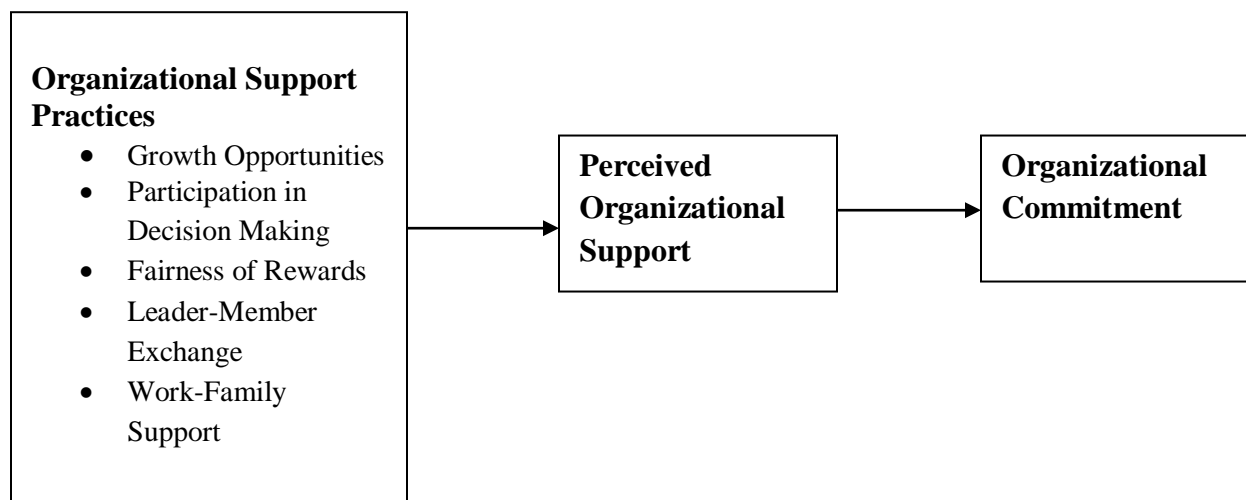 Organizational Support
Practices
• Growth Opportunities
• Participation in
Decision Making
• Fairness of Rewards
• Leader-Member
Exchange
• Work-Family
Support
Perceived
Organizational
Support
Organizational
Commitment